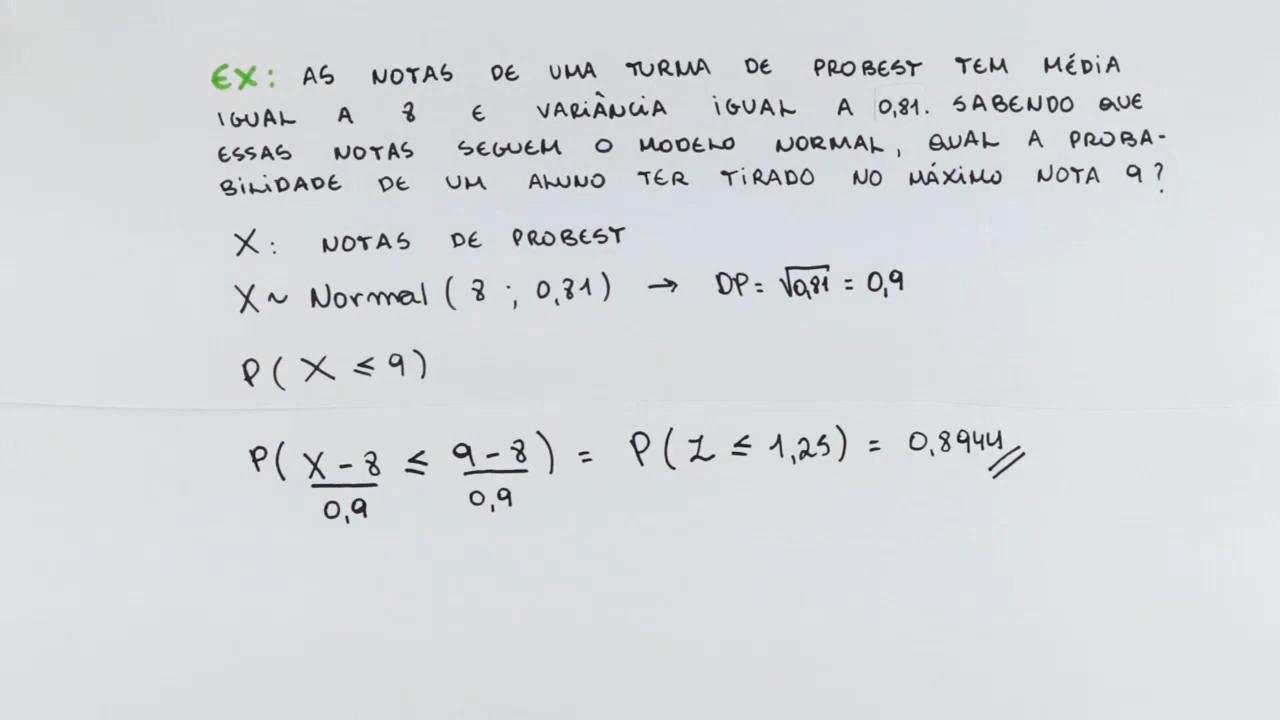 EX: AS NOTAS DE UMA TURMA DE PROBEST TEM MÉDIA
IGUAL A 8 E VARIÂNCIA IGUAL A 0,81. SABENDO QUE
ESSAS NOTAS SEGUEM O MODELO NORMAL, QUAL A PROBA-
BILIDADE DE UM ALUNO TER TIRADO NO MÁXIMO NOTA 9?
X: NOTAS DE PROBEST
X ~ Normal ( 8 ; 0,81 ) → DP = √0,81 = 0,9
P( X ≤ 9 )
P( (X - 8)/0,9 ≤ (9 - 8)/0,9 ) = P( Z ≤ 1,25 ) = 0,8944